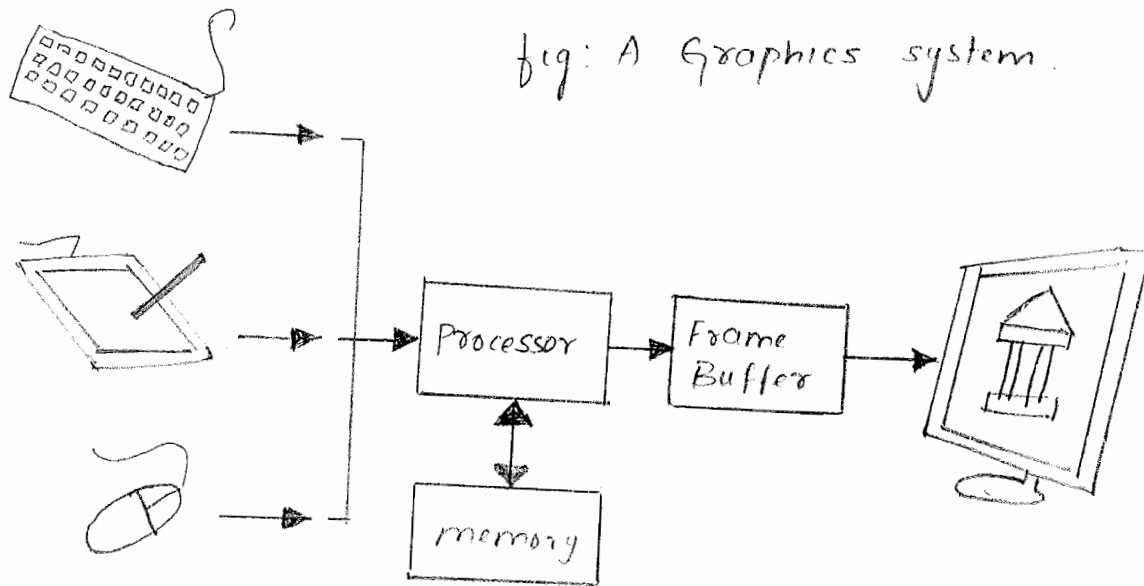 fig: A Graphics system.
Processor
Frame
Buffer
memory